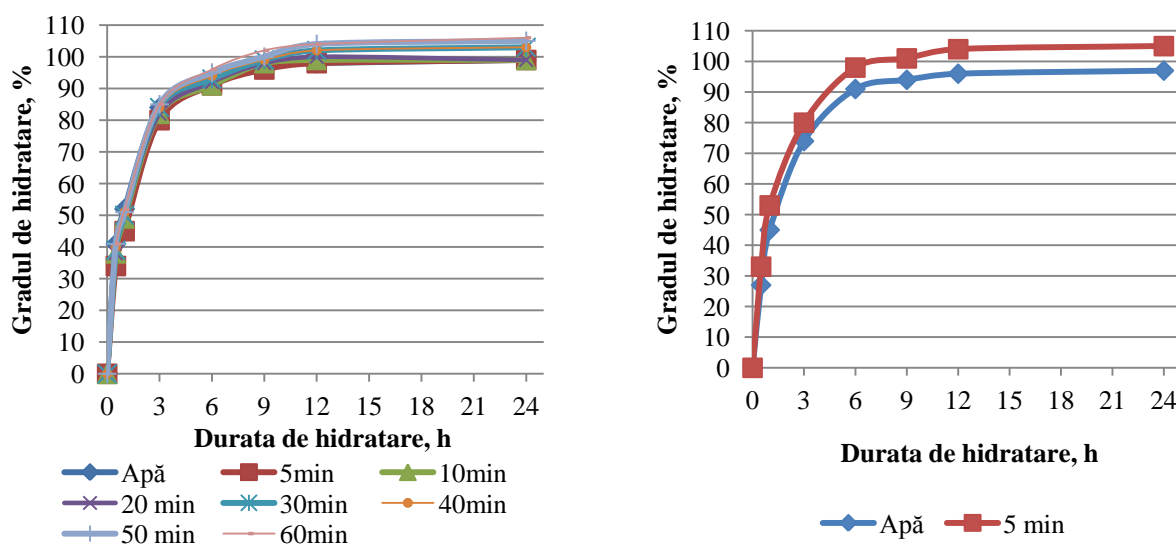 Gradul de hidratare, %
110
100
90
80
70
60
50
40
30
20
10
0
0 3 6 9 12 15 18 21 24
Durata de hidratare, h
Apă 5min 10min
20 min 30min 40min
50 min 60min
Gradul de hidratare, %
110
100
90
80
70
60
50
40
30
20
10
0
0 3 6 9 12 15 18 21 24
Durata de hidratare, h
Apă 5 min